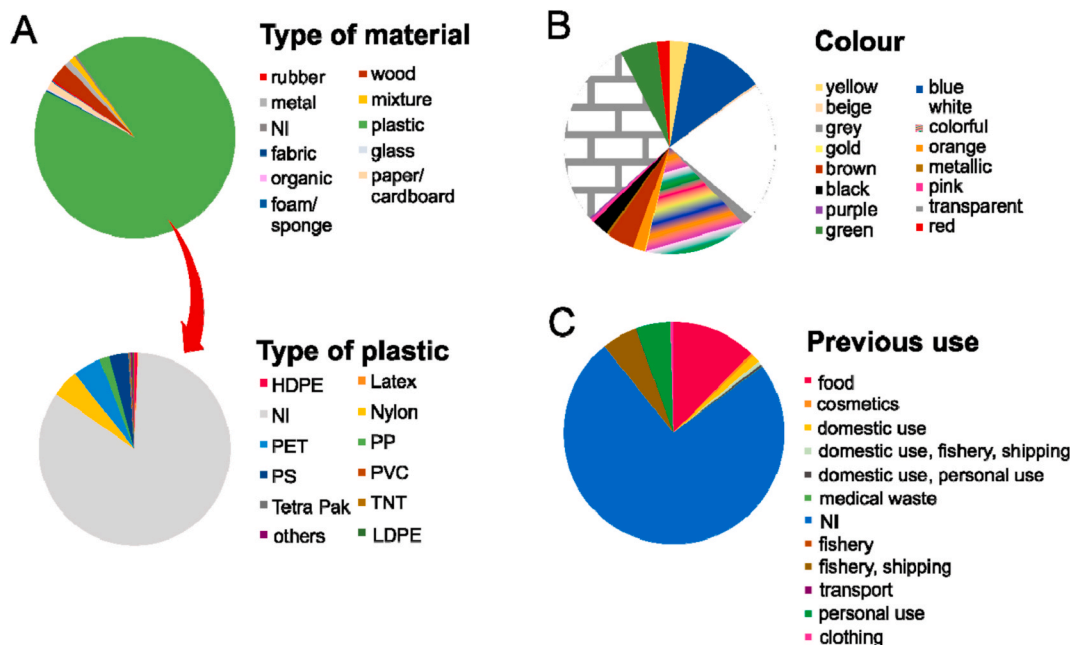 A
Type of material
rubber
metal
NI
fabric
organic
foam/
sponge
wood
mixture
plastic
glass
paper/
cardboard
Type of plastic
HDPE
NI
PET
PS
Tetra Pak
others
Latex
Nylon
PP
PVC
TNT
LDPE
B
Colour
yellow
beige
grey
gold
brown
black
purple
green
blue
white
colorful
orange
metallic
pink
transparent
red
C
Previous use
food
cosmetics
domestic use
domestic use, fishery, shipping
domestic use, personal use
medical waste
NI
fishery
fishery, shipping
transport
personal use
clothing